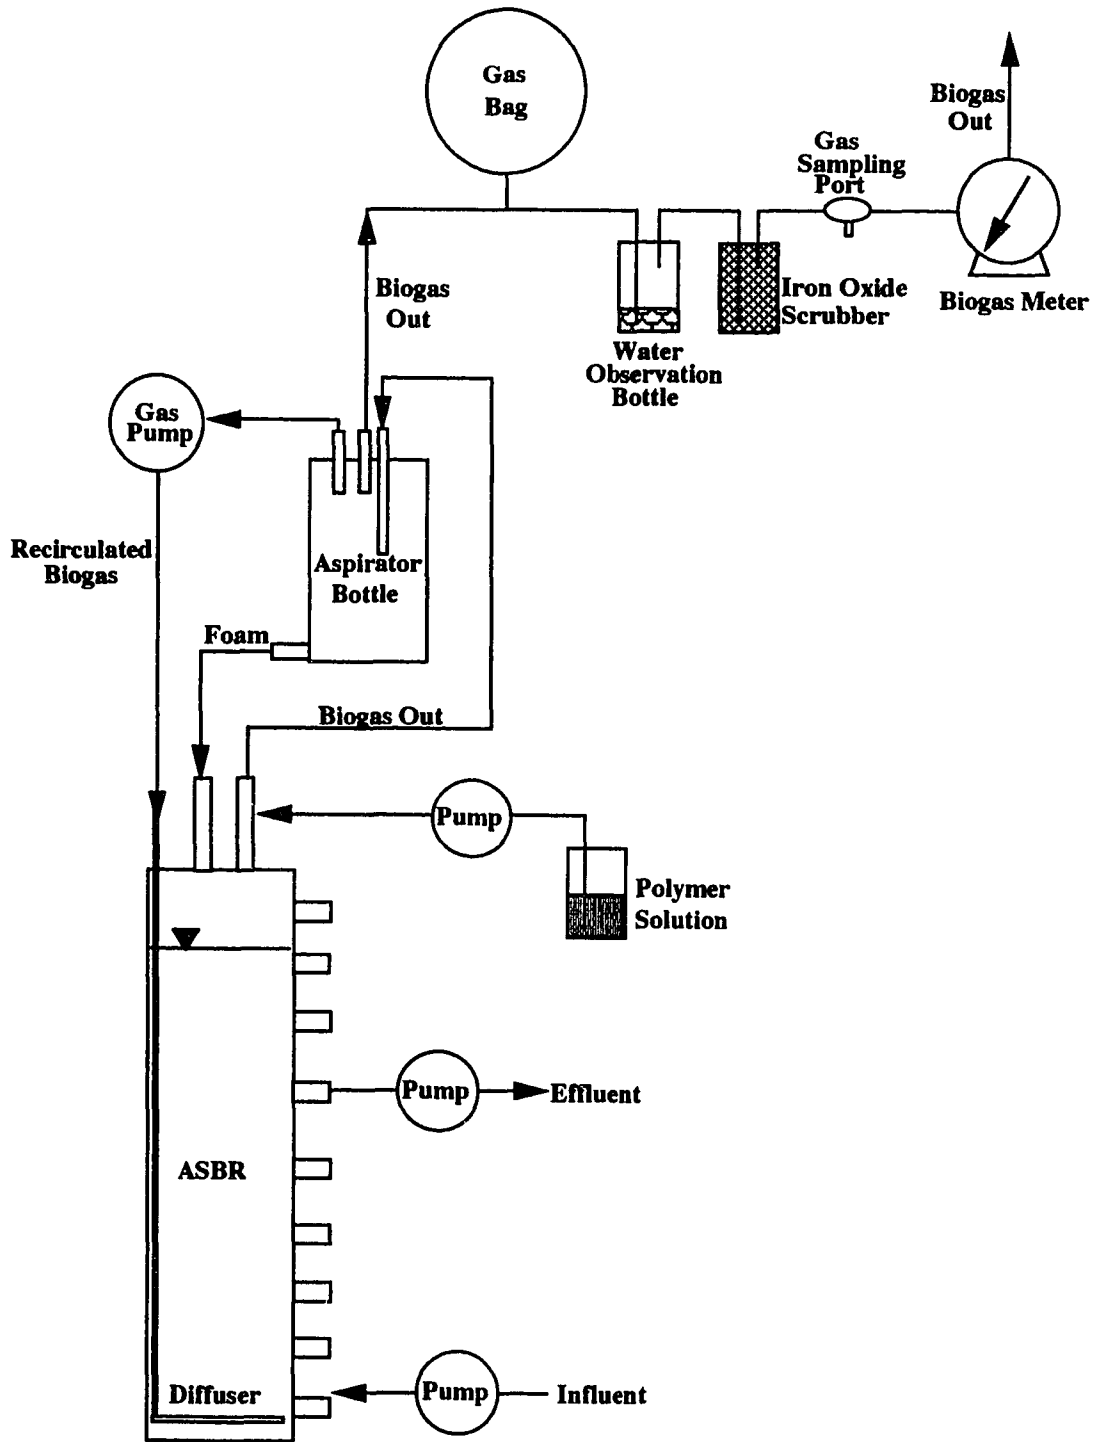 Gas
Bag
Biogas
Out
Gas
Sampling
Port
Biogas
Out
Iron Oxide
Scrubber
Biogas Meter
Water
Observation
Bottle
Gas
Pump
Recirculated
Biogas
Aspirator
Bottle
Foam
Biogas Out
Pump
Polymer
Solution
Pump
Effluent
ASBR
Diffuser
Pump
Influent